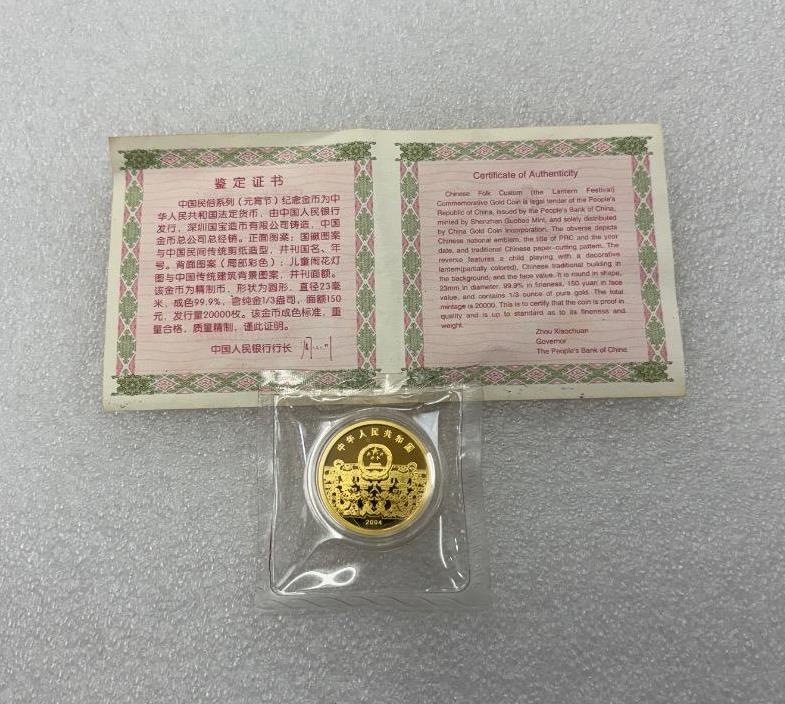 鉴定证书
中国民俗系列（元宵节）纪念金币为中
华人民共和国法定货币，由中国人民银行
发行，深圳国宝造币有限公司铸造，中国
金币总公司总经销。正面图案：国徽图案
与中国民间传统剪纸造型，并刊国名、年
号。背面图案（局部彩色）：儿童闹花灯
图与中国传统建筑背景图案，并刊面额。
该金币为精制币，形状为圆形，直径23毫
米，成色99.9%，含纯金1/3盎司，面额150
元，发行量20000枚。该金币成色标准，重
量合格，质量精制，谨此证明。
中国人民银行行长
Certificate of Authenticity
Chinese Folk Custom (the Lantern Festival)
Commemorative Gold Coin is legal tender of the People's
Republic of China, issued by the People's Bank of China,
minted by Shenzhen Guobao Mint, and solely distributed
by China Gold Coin Incorporation. The obverse depicts
Chinese national emblem, the title of PRC and the year
date, and traditional Chinese paper-cutting pattern. The
reverse features a child playing with a decorative
lantern(partially colored), Chinese traditional building in
the background, and the face value. It is round in shape,
23mm in diameter, 99.9% in fineness, 150 yuan in face
value, and contains 1/3 ounce of pure gold. The total
mintage is 20000. This is to certify that the coin is proof in
quality and is up to standard as to its fineness and
weight.
Zhou Xiaochuan
Governor
The People's Bank of China
中华人民共和国
2004